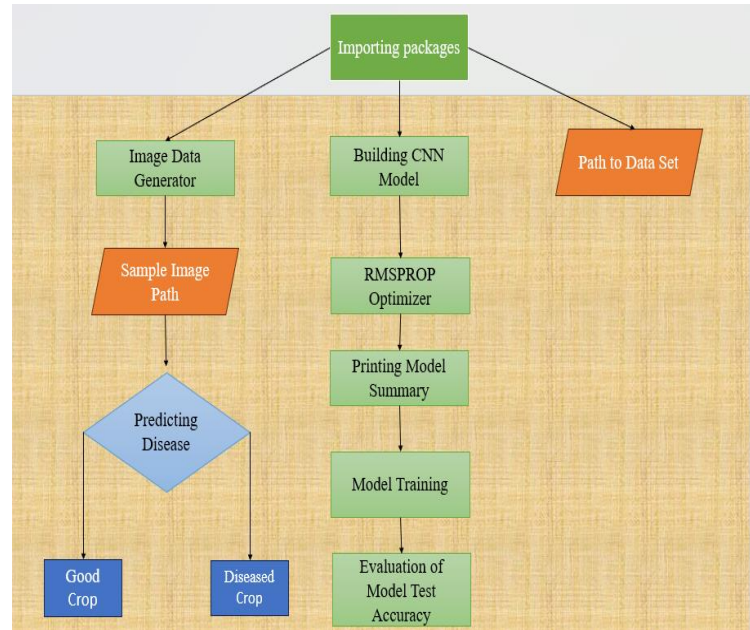 Importing packages
Image Data
Generator
Building CNN
Model
Path to Data Set
Sample Image
Path
RMSPROP
Optimizer
Printing Model
Summary
Predicting
Disease
Model Training
Good
Crop
Diseased
Crop
Evaluation of
Model Test
Accuracy